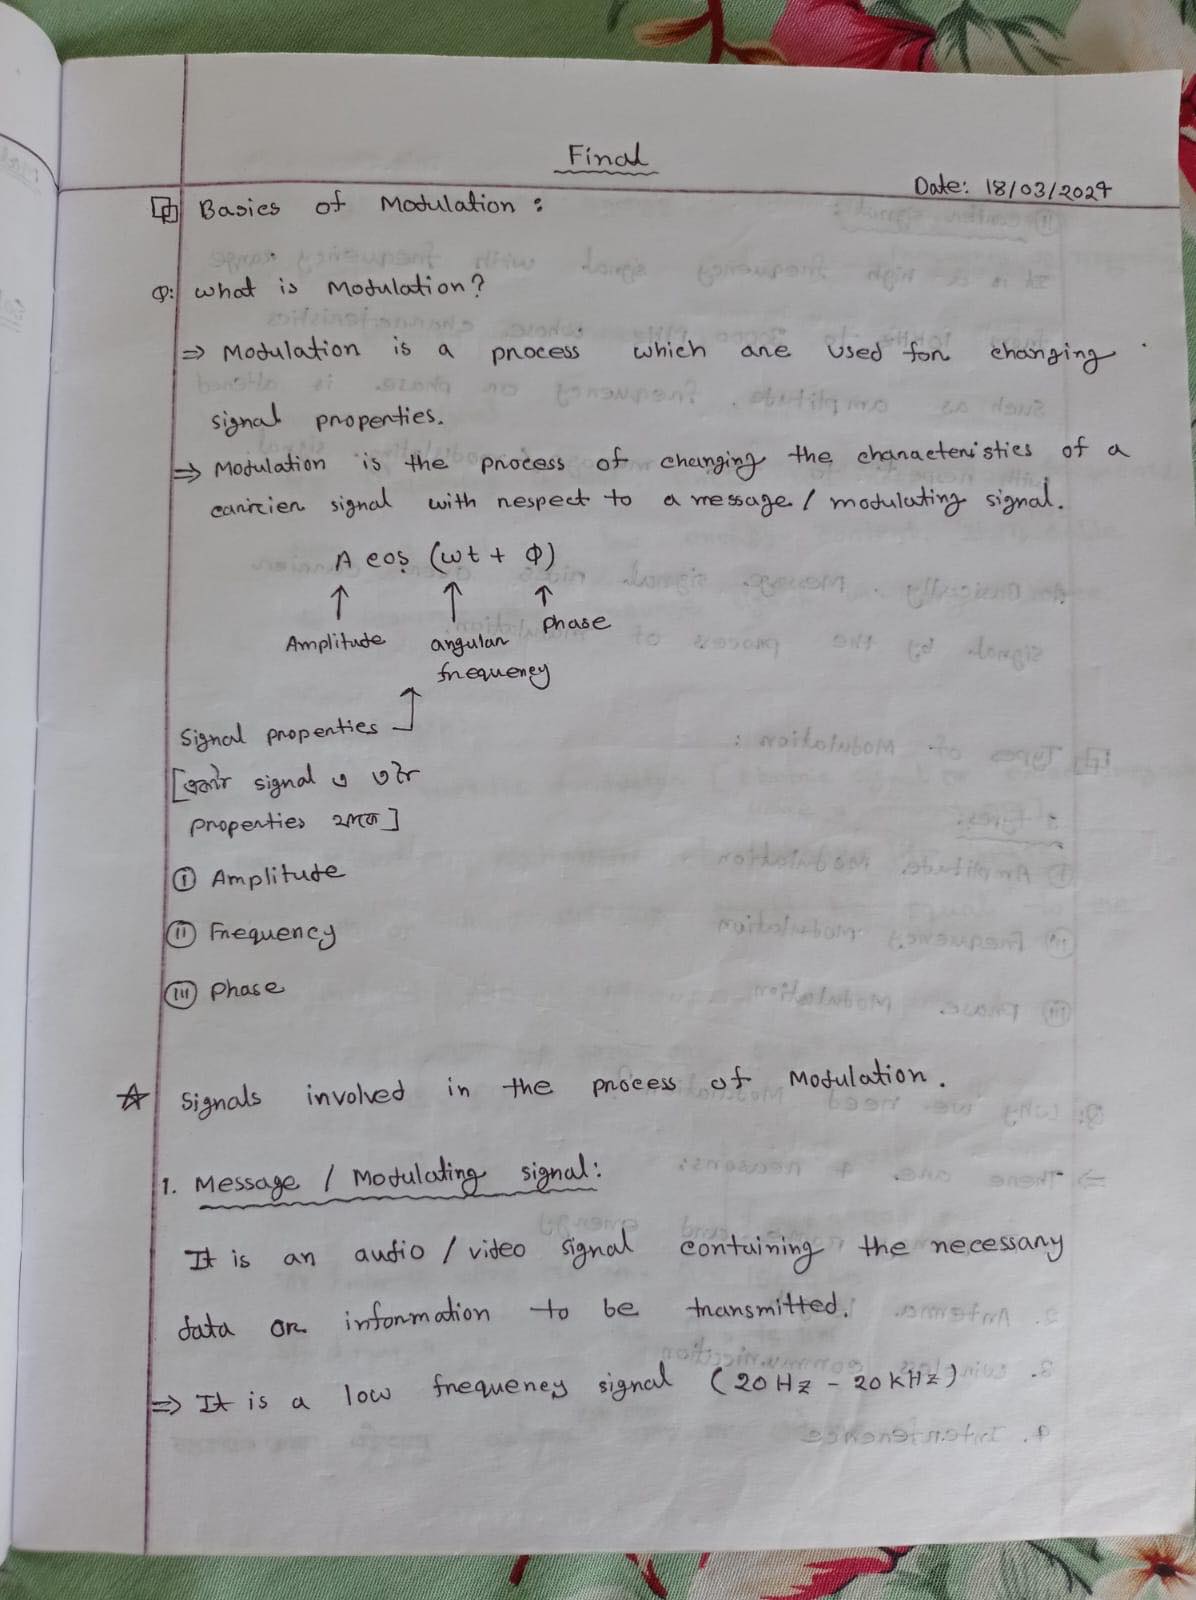 Final
Date: 18/03/2024
Basics of Modulation :
Q: what is Modulation?
⇒ Modulation is a process which are used for changing
signal properties.
⇒ Modulation is the process of changing the characteristics of a
carrier signal with respect to a message / modulating signal.
A cos (ωt + Φ)
↑ ↑ ↑
Amplitude angular phase
frequency
Signal properties
[ signal এ ৩টা
properties থাকে]
(i) Amplitude
(ii) Frequency
(iii) Phase
☆ Signals involved in the process of Modulation.
1. Message / Modulating signal:
It is an audio / video signal containing the necessary
data or information to be transmitted.
⇒ It is a low frequency signal (20 Hz - 20 KHz)